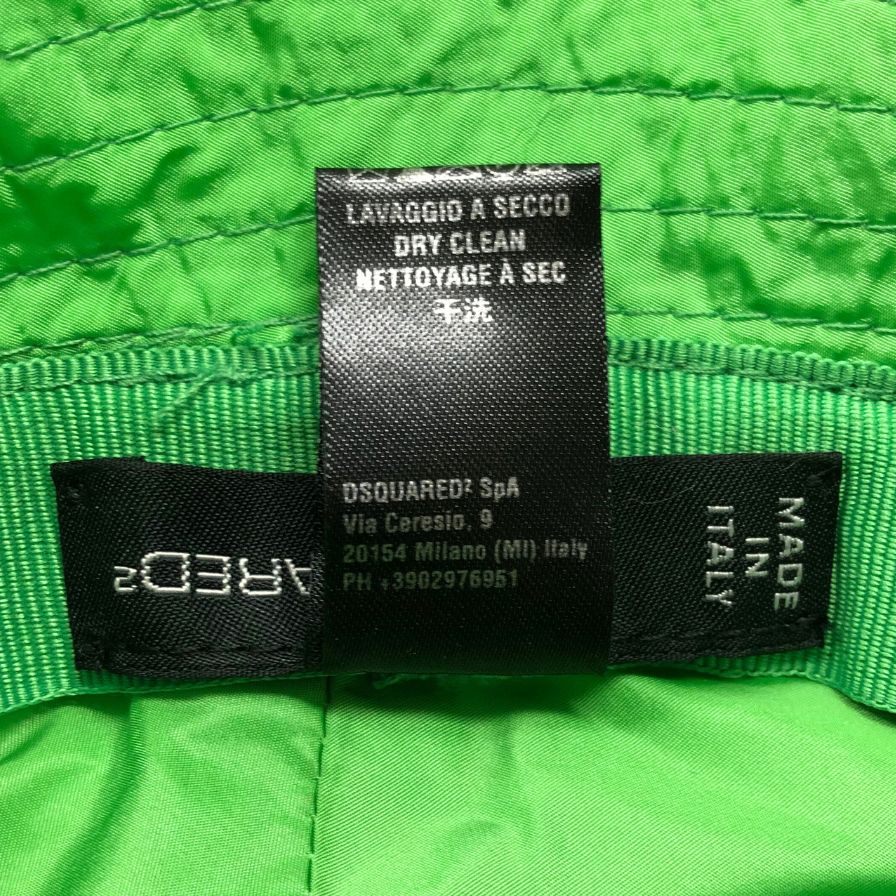 LAVAGGIO A SECCO
DRY CLEAN
NETTOYAGE À SEC
干洗
DSQUARED² SpA
Via Ceresio, 9
20154 Milano (MI) Italy
PH +3902976951
ARED²
MADE
IN
ITALY